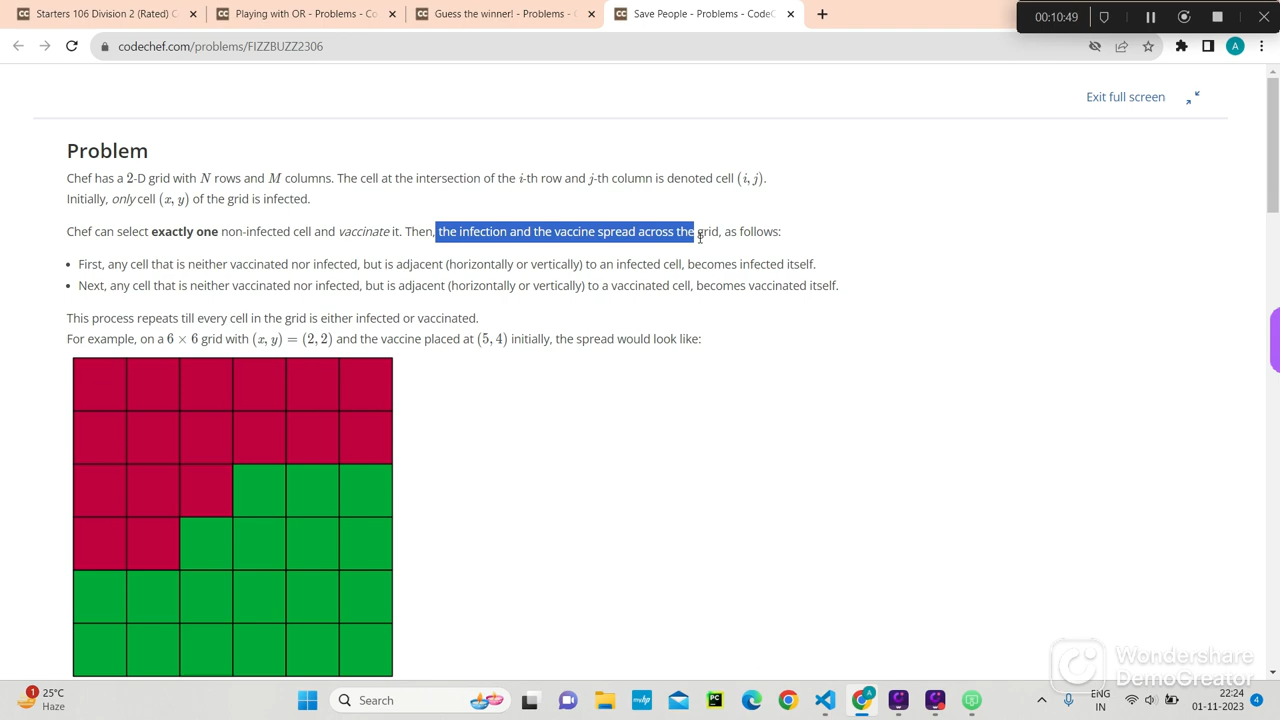 Starters 106 Division 2 (Rated) C
Playing with OR - Problems - Co
Guess the winner! - Problems -
Save People - Problems - CodeC
00:10:49
codechef.com/problems/FIZZBUZZ2306
A
Exit full screen
Problem
Chef has a 2-D grid with N rows and M columns. The cell at the intersection of the i-th row and j-th column is denoted cell (i, j).
Initially, only cell (x, y) of the grid is infected.
Chef can select exactly one non-infected cell and vaccinate it. Then, the infection and the vaccine spread across the grid, as follows:
• First, any cell that is neither vaccinated nor infected, but is adjacent (horizontally or vertically) to an infected cell, becomes infected itself.
• Next, any cell that is neither vaccinated nor infected, but is adjacent (horizontally or vertically) to a vaccinated cell, becomes vaccinated itself.
This process repeats till every cell in the grid is either infected or vaccinated.
For example, on a 6 × 6 grid with (x, y) = (2, 2) and the vaccine placed at (5, 4) initially, the spread would look like:
Wondershare
DemoCreator
1
25°C
Haze
Search
PC
A
ENG
IN
22:24
01-11-2023
4